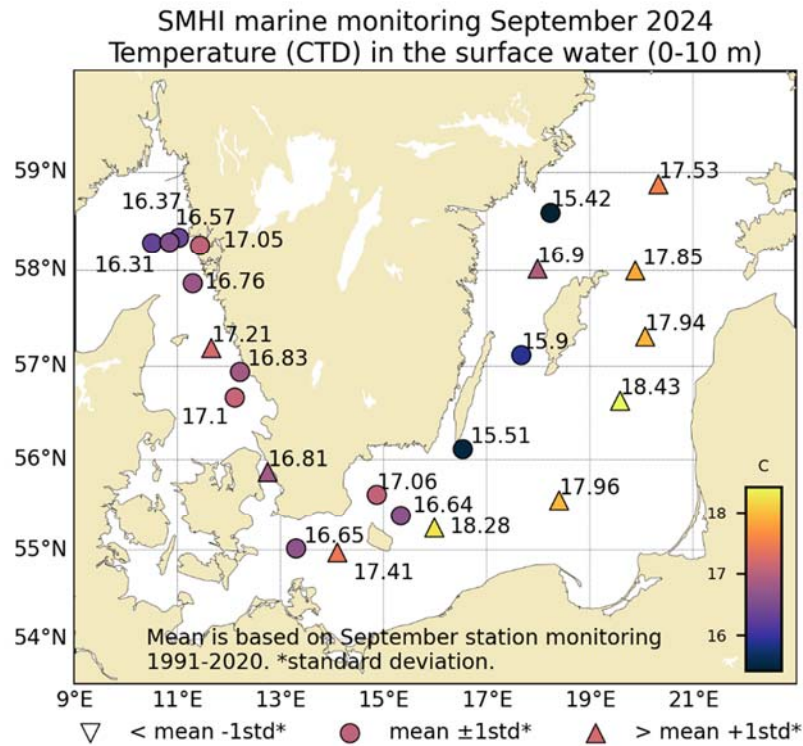 SMHI marine monitoring September 2024
Temperature (CTD) in the surface water (0-10 m)
59°N
17.53
16.37
15.42
16.57
17.05
16.31
58°N
16.9
17.85
16.76
17.21
17.94
15.9
57°N
16.83
18.43
17.1
15.51
56°N
16.81
C
17.06
17.96
16.64
18
18.28
16.65
55°N
17.41
17
54°N
16
Mean is based on September station monitoring
1991-2020. *standard deviation.
9°E 11°E 13°E 15°E 17°E 19°E 21°E
< mean -1std* mean ±1std* > mean +1std*